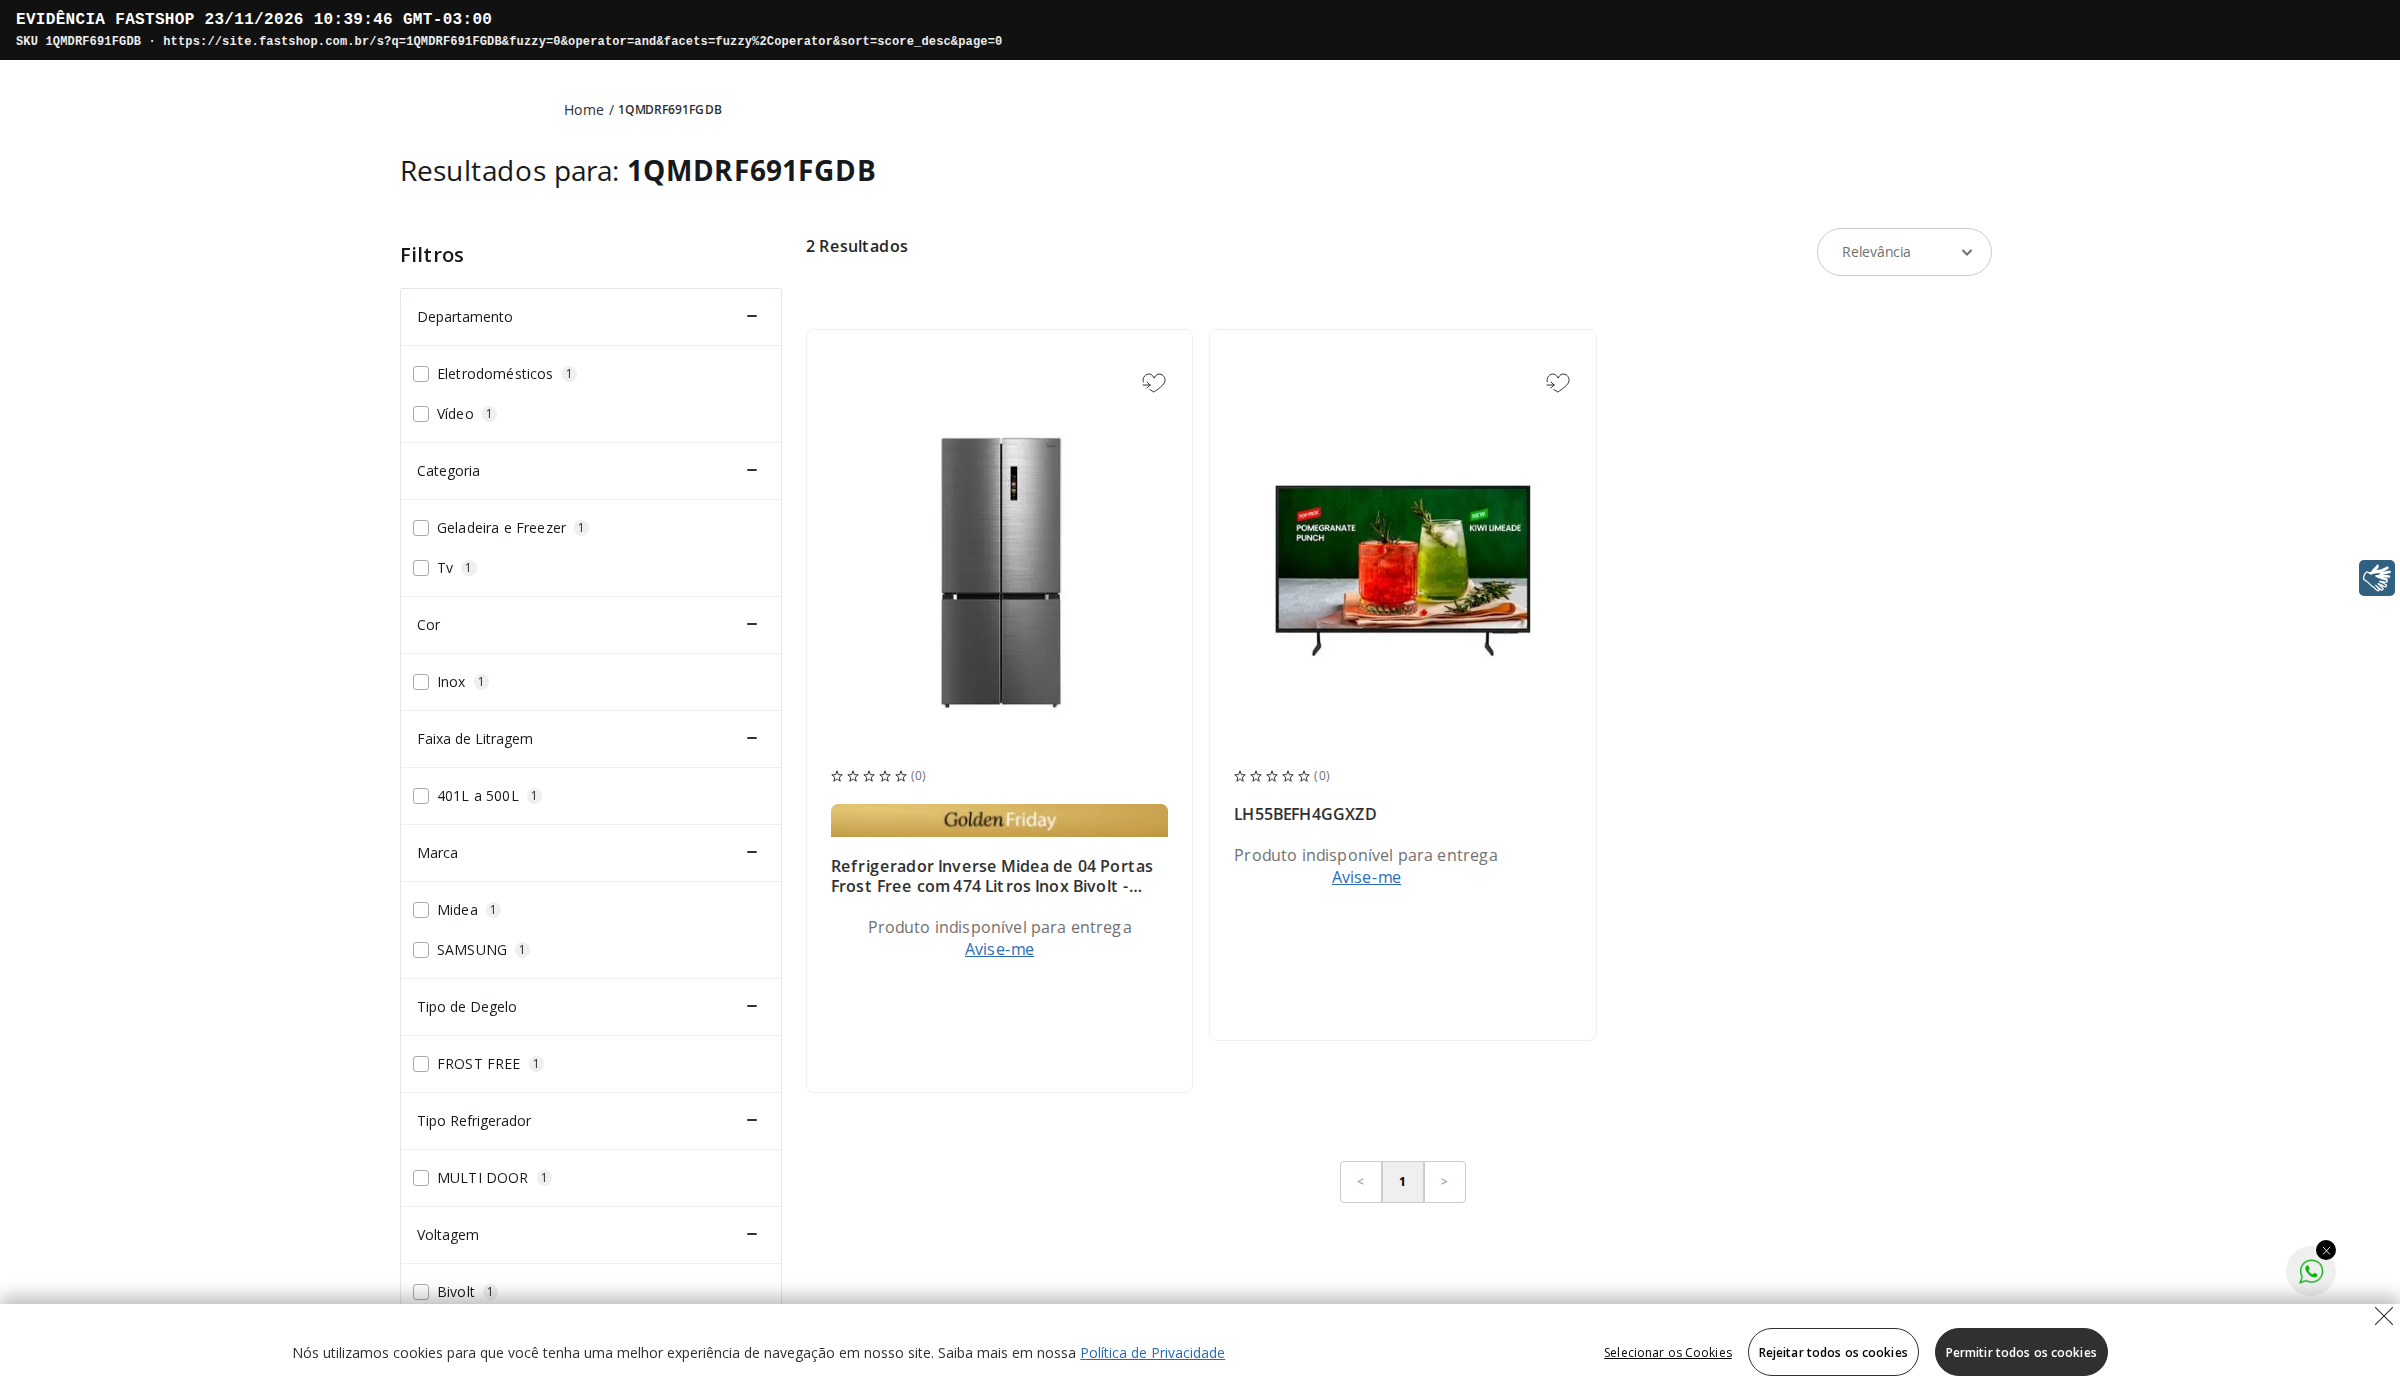 EVIDÊNCIA FASTSHOP 23/11/2026 10:39:46 GMT-03:00
SKU 1QMDRF691FGDB · https://site.fastshop.com.br/s?q=1QMDRF691FGDB&fuzzy=0&operator=and&facets=fuzzy%2Coperator&sort=score_desc&page=0
Home / 1QMDRF691FGDB
Resultados para: 1QMDRF691FGDB
Filtros
2 Resultados
Relevância
Departamento
Eletrodomésticos 1
Vídeo 1
Categoria
Geladeira e Freezer 1
Tv 1
Cor
Inox 1
Faixa de Litragem
401L a 500L 1
Marca
Midea 1
SAMSUNG 1
Tipo de Degelo
FROST FREE 1
Tipo Refrigerador
MULTI DOOR 1
Voltagem
Bivolt 1
(0)
Golden Friday
Refrigerador Inverse Midea de 04 Portas
Frost Free com 474 Litros Inox Bivolt -...
Produto indisponível para entrega
Avise-me
TOP PICK
POMEGRANATE
PUNCH
NEW
KIWI LIMEADE
(0)
LH55BEFH4GGXZD
Produto indisponível para entrega
Avise-me
< 1 >
Nós utilizamos cookies para que você tenha uma melhor experiência de navegação em nosso site. Saiba mais em nossa Política de Privacidade
Selecionar os Cookies
Rejeitar todos os cookies
Permitir todos os cookies